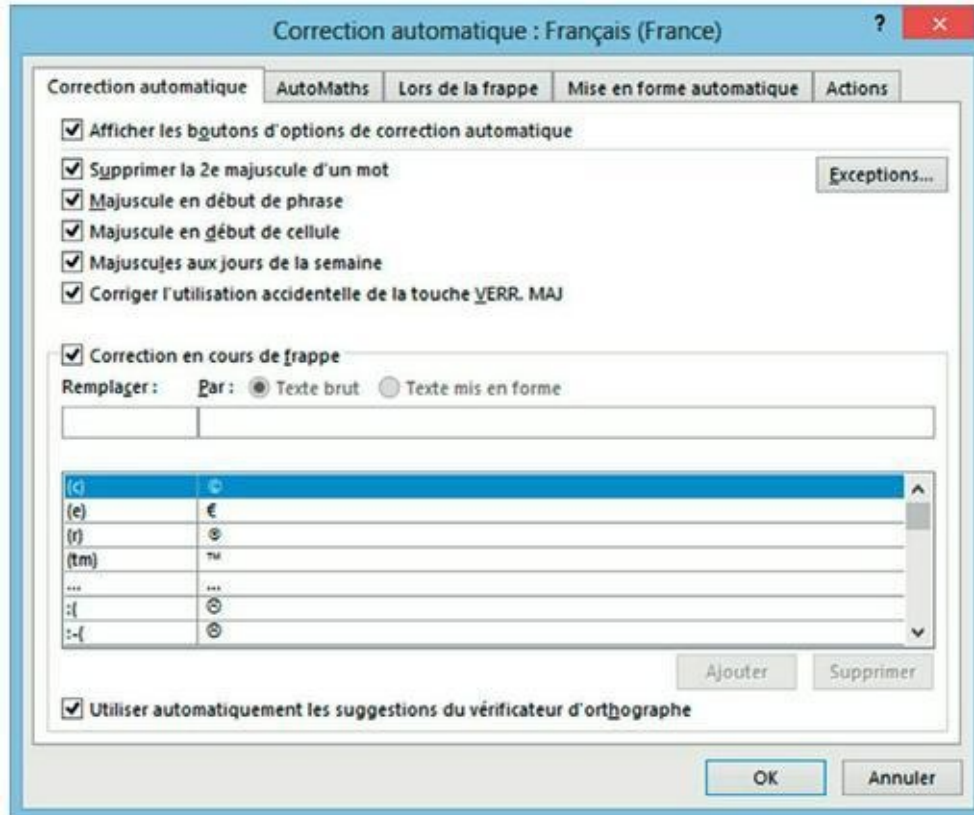 Correction automatique : Français (France) ? ×
Correction automatique AutoMaths Lors de la frappe Mise en forme automatique Actions
Afficher les boutons d'options de correction automatique
Supprimer la 2e majuscule d'un mot Exceptions...
Majuscule en début de phrase
Majuscule en début de cellule
Majuscules aux jours de la semaine
Corriger l'utilisation accidentelle de la touche VERR. MAJ
Correction en cours de frappe
Remplacer : Par : Texte brut Texte mis en forme
(c) ©
(e) €
(r) ®
(tm) ™
... ...
:( ☹
:-( ☹
Ajouter Supprimer
Utiliser automatiquement les suggestions du vérificateur d'orthographe
OK Annuler